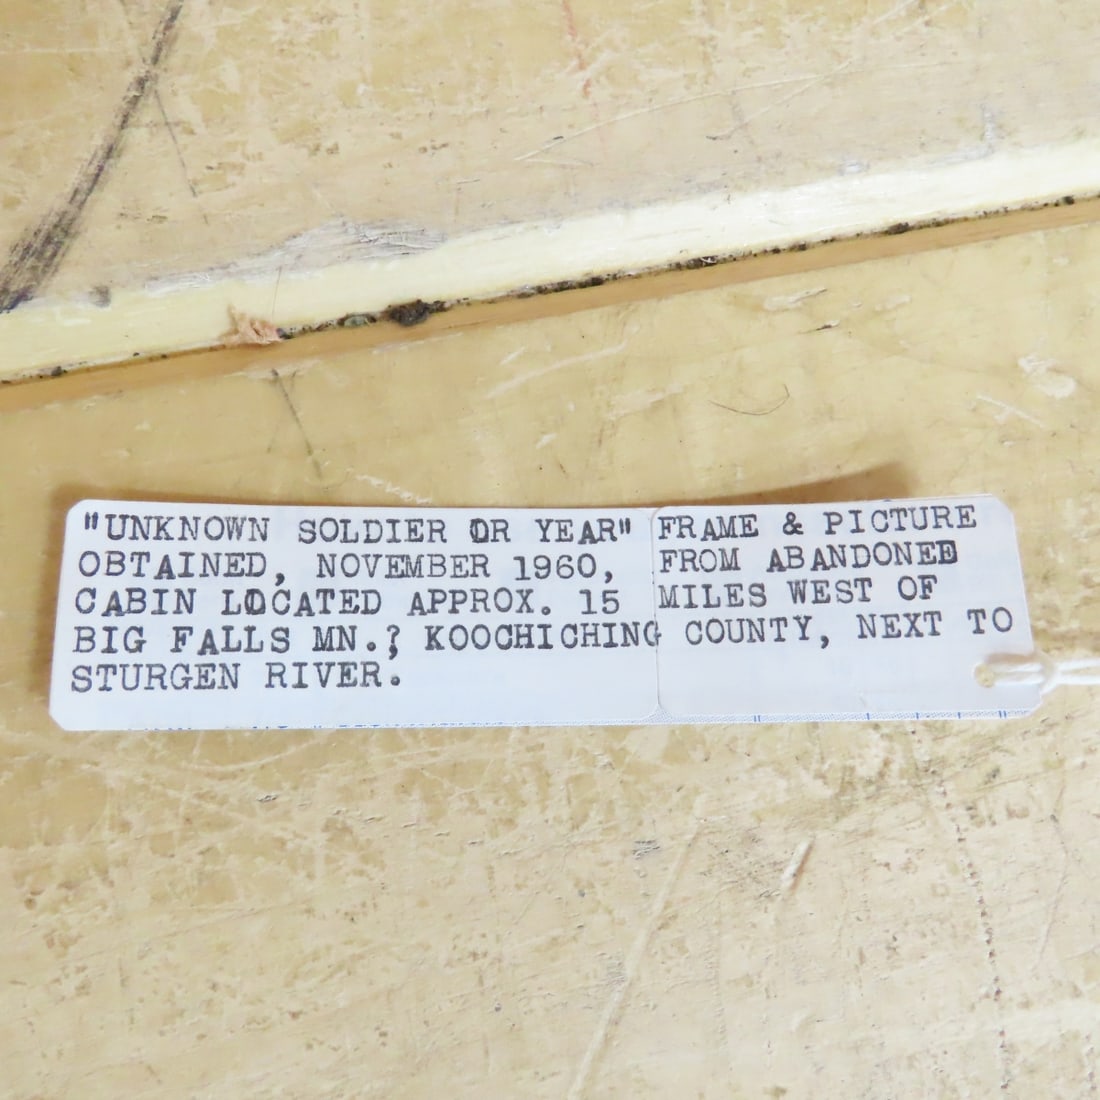 "UNKNOWN SOLDIER OR YEAR" FRAME & PICTURE
OBTAINED, NOVEMBER 1960, FROM ABANDONED
CABIN LOCATED APPROX. 15 MILES WEST OF
BIG FALLS MN.? KOOCHICHING COUNTY, NEXT TO
STURGEN RIVER.